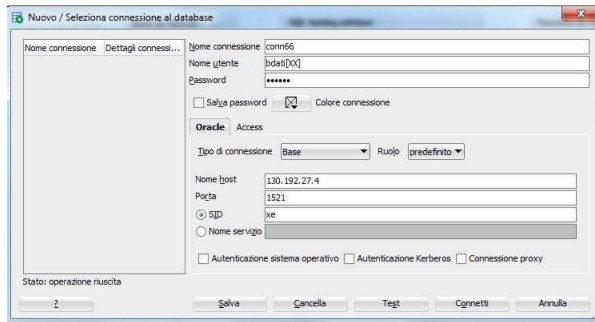 Nuovo / Seleziona connessione al database
Nome connessione Dettagli connessi...
Nome connessione conn66
Nome utente bdati[XX]
Password ••••••
Salva password Colore connessione
Oracle Access
Tipo di connessione Base Ruolo predefinito
Nome host 130.192.27.4
Porta 1521
SID xe
Nome servizio
Autenticazione sistema operativo Autenticazione Kerberos Connessione proxy
Stato: operazione riuscita
? Salva Cancella Test Connetti Annulla